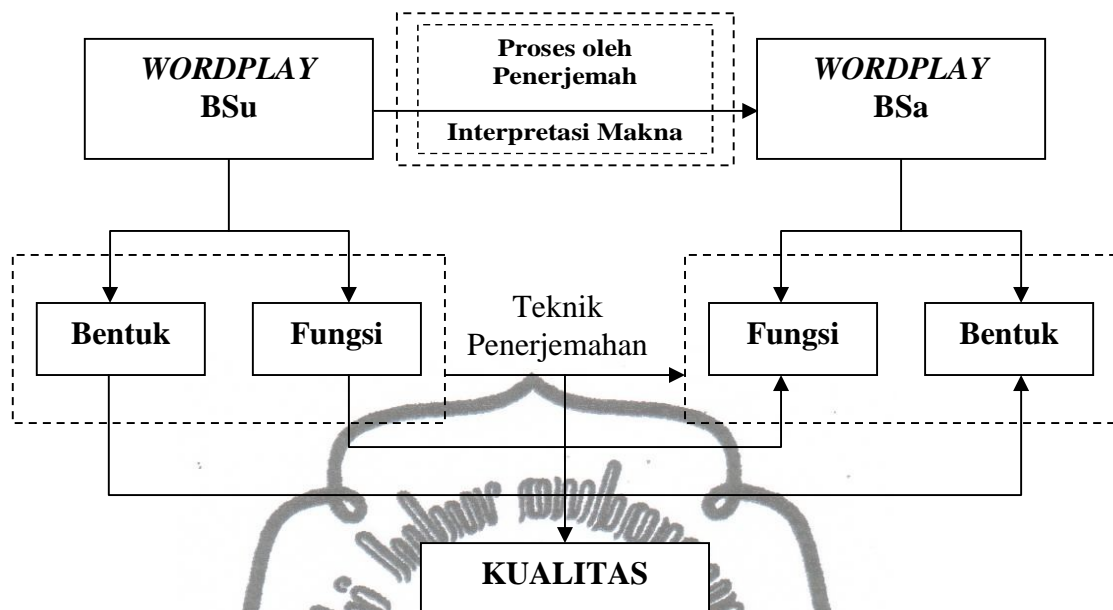 WORDPLAY
BSu
Proses oleh
Penerjemah
Interpretasi Makna
WORDPLAY
BSa
Bentuk
Fungsi
Teknik
Penerjemahan
Fungsi
Bentuk
KUALITAS